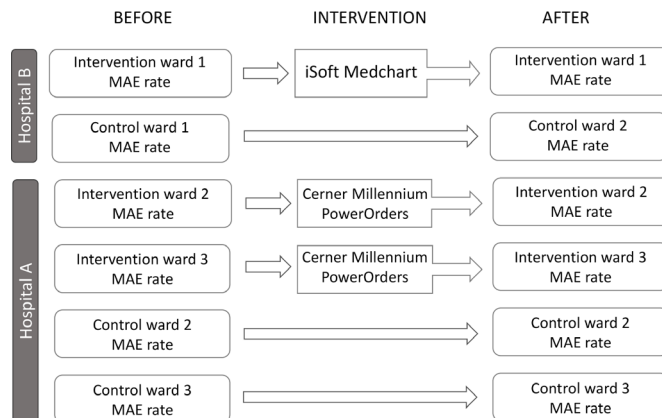 BEFORE INTERVENTION AFTER
Hospital B
Intervention ward 1
MAE rate
iSoft Medchart
Intervention ward 1
MAE rate
Control ward 1
MAE rate
Control ward 2
MAE rate
Hospital A
Intervention ward 2
MAE rate
Cerner Millennium
PowerOrders
Intervention ward 2
MAE rate
Intervention ward 3
MAE rate
Cerner Millennium
PowerOrders
Intervention ward 3
MAE rate
Control ward 2
MAE rate
Control ward 2
MAE rate
Control ward 3
MAE rate
Control ward 3
MAE rate